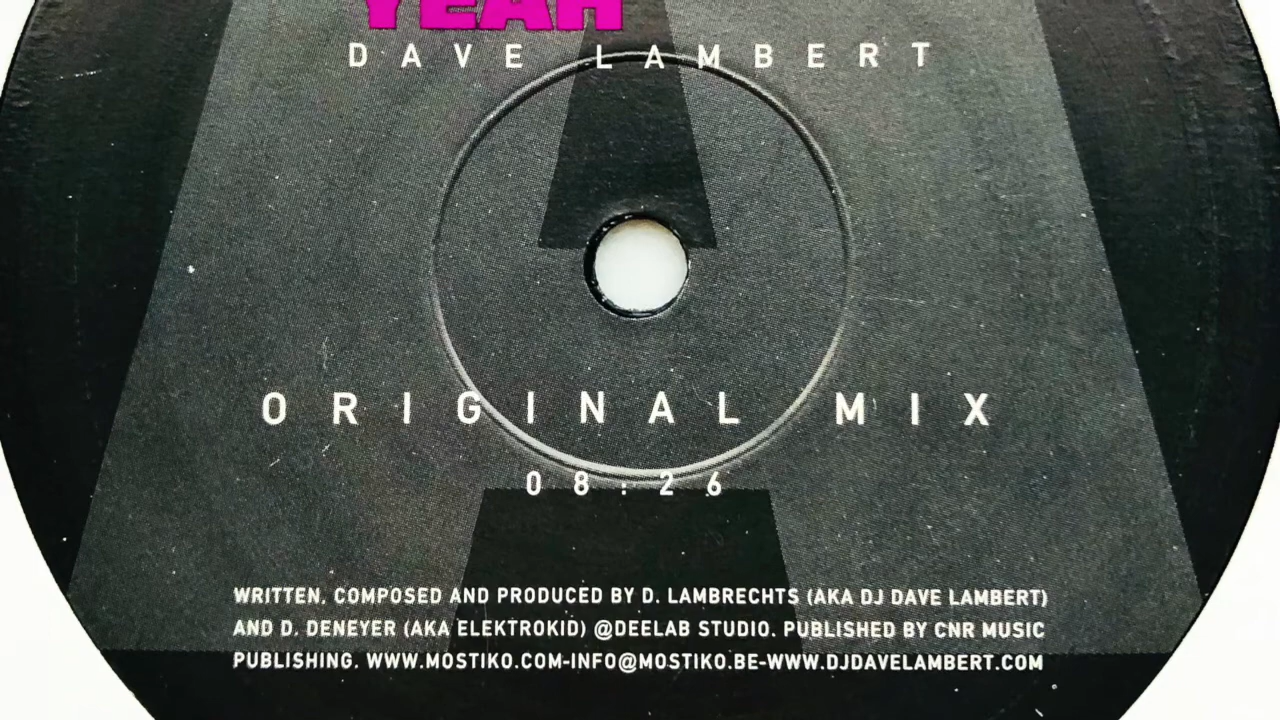 YEAH
DAVE LAMBERT
ORIGINAL MIX
08:26
WRITTEN, COMPOSED AND PRODUCED BY D. LAMBRECHTS (AKA DJ DAVE LAMBERT)
AND D. DENEYER (AKA ELEKTROKID) @DEELAB STUDIO. PUBLISHED BY CNR MUSIC
PUBLISHING. WWW.MOSTIKO.COM-INFO@MOSTIKO.BE-WWW.DJDAVELAMBERT.COM